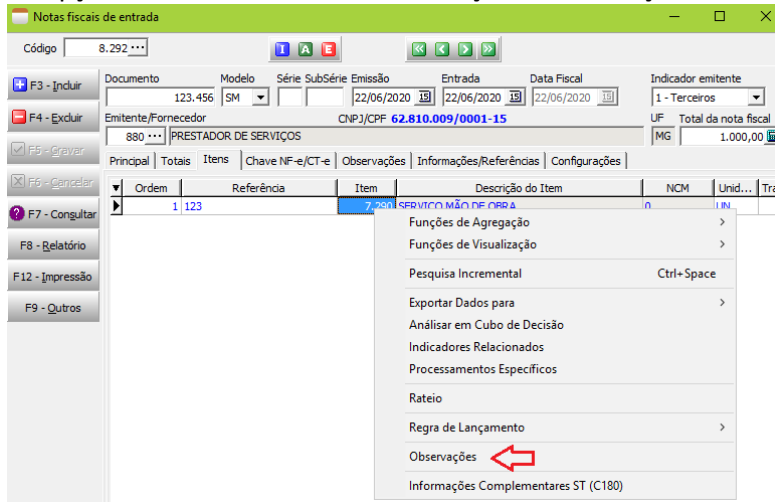 Notas fiscais de entrada
Código 8.292 ... I A E
F3 - Incluir
F4 - Excluir
F5 - Gravar
F6 - Cancelar
F7 - Consultar
F8 - Relatório
F12 - Impressão
F9 - Outros
Documento Modelo Série SubSérie Emissão Entrada Data Fiscal Indicador emitente
123.456 SM 22/06/2020 15 22/06/2020 15 22/06/2020 15 1 - Terceiros
Emitente/Fornecedor CNPJ/CPF 62.810.009/0001-15 UF Total da nota fiscal
880 ... PRESTADOR DE SERVIÇOS MG 1.000,00
Principal Totais Itens Chave NF-e/CT-e Observações Informações/Referências Configurações
Ordem Referência Item Descrição do Item NCM Unid... Tra
1 123 7.290 SERVIÇO MÃO DE OBRA 0 UN
Funções de Agregação
Funções de Visualização
Pesquisa Incremental Ctrl+Space
Exportar Dados para
Análisar em Cubo de Decisão
Indicadores Relacionados
Processamentos Específicos
Rateio
Regra de Lançamento
Observações
Informações Complementares ST (C180)